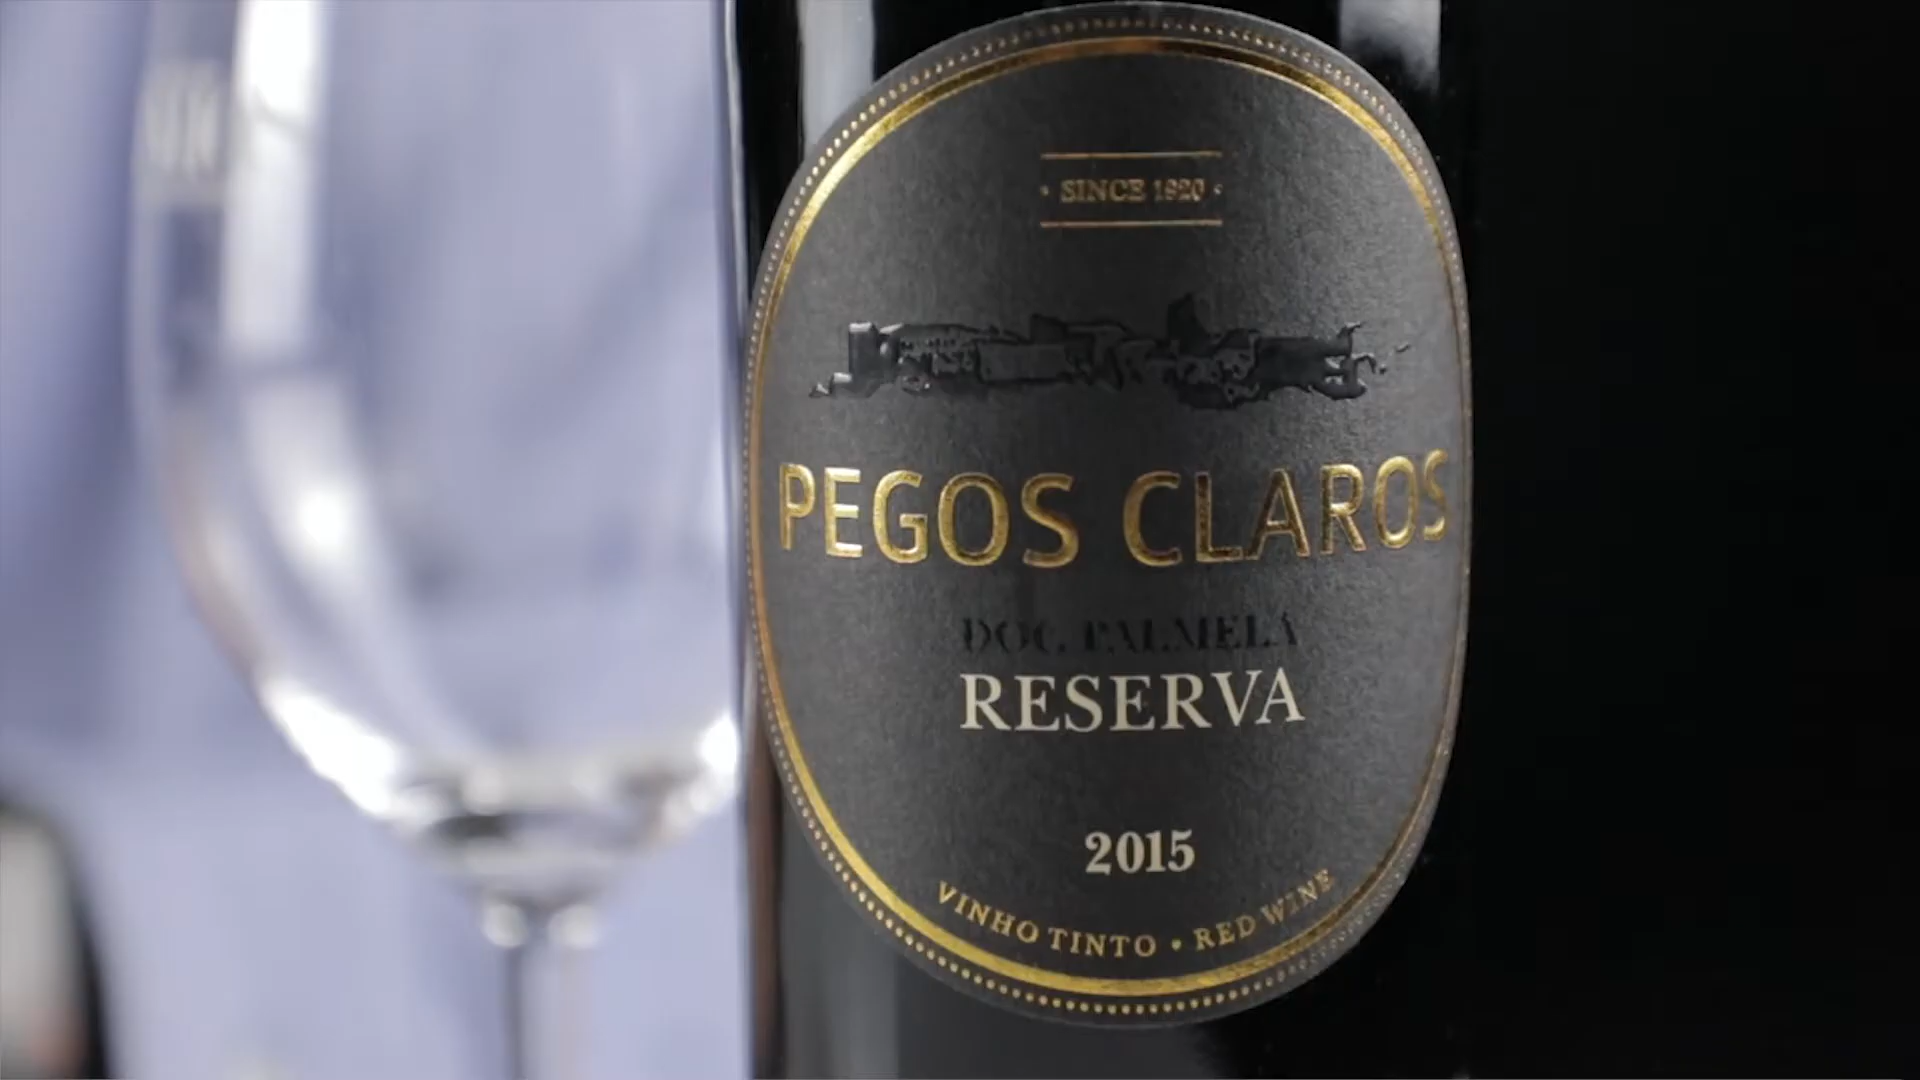 · SINCE 1920 ·
PEGOS CLAROS
DOC. PALMELA
RESERVA
2015
VINHO TINTO • RED WINE